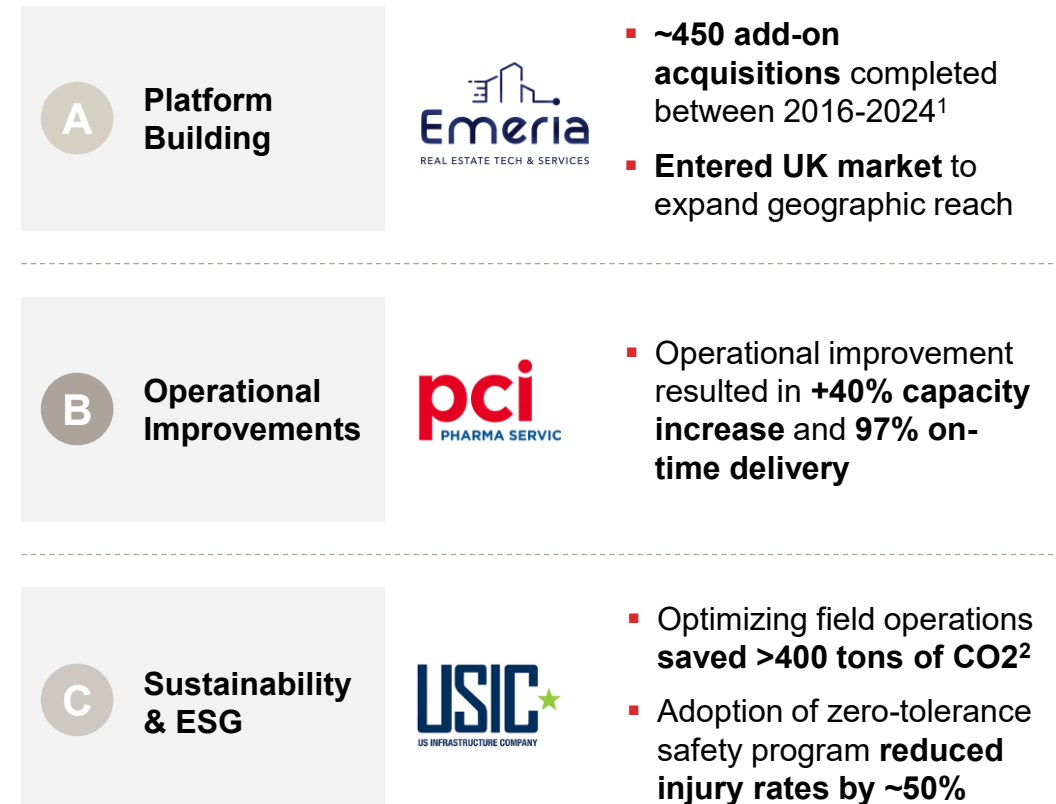 A
Platform
Building
Emeria
REAL ESTATE TECH & SERVICES
▪ ~450 add-on
acquisitions completed
between 2016-2024¹
▪ Entered UK market to
expand geographic reach
B
Operational
Improvements
pci
PHARMA SERVIC
▪ Operational improvement
resulted in +40% capacity
increase and 97% on-
time delivery
C
Sustainability
& ESG
USIC
US INFRASTRUCTURE COMPANY
▪ Optimizing field operations
saved >400 tons of CO2²
▪ Adoption of zero-tolerance
safety program reduced
injury rates by ~50%